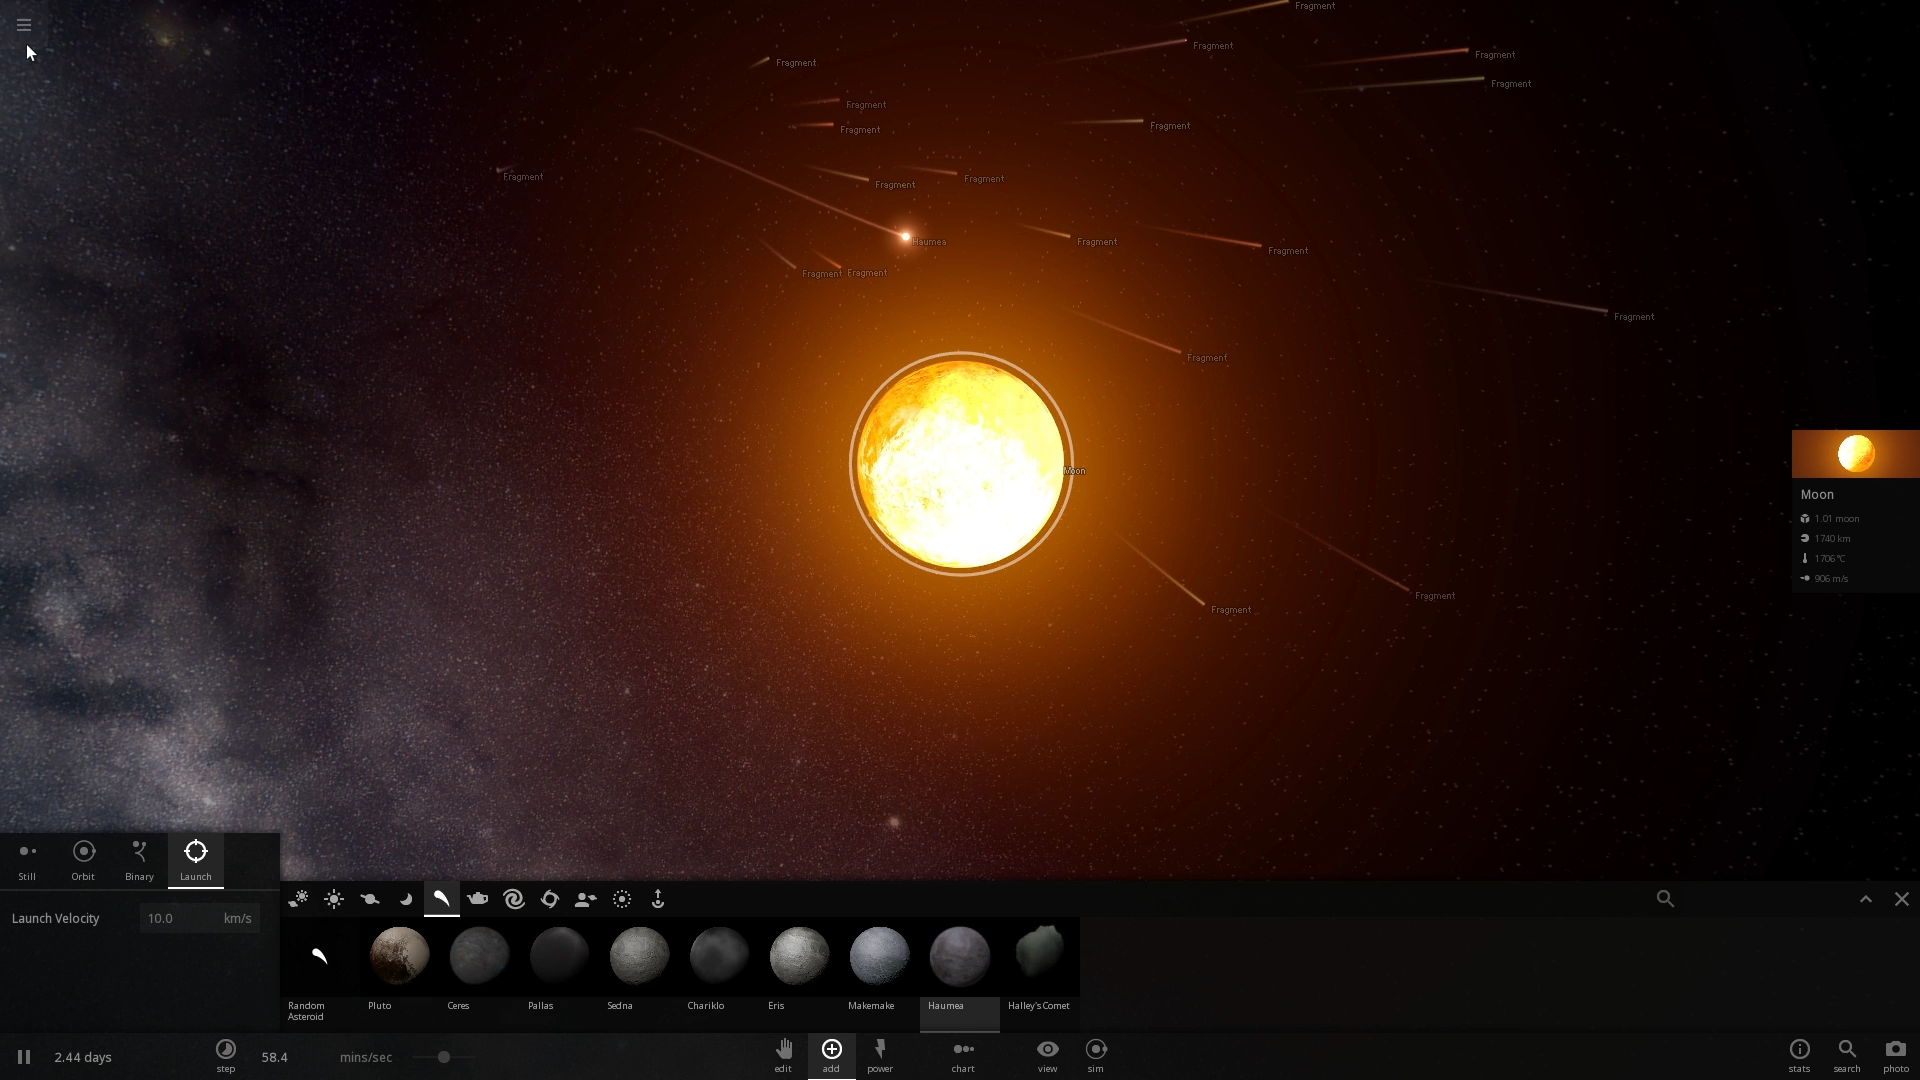 Fragment
Fragment
Fragment
Fragment
Fragment
Fragment
Fragment
Fragment
Fragment
Fragment
Fragment
Haumea
Fragment
Fragment
Fragment Fragment
Fragment
Fragment
Moon
Fragment
Fragment
Moon
1.01 moon
1740 km
1706 °C
906 m/s
Still Orbit Binary Launch
Launch Velocity 10.0 km/s
Random Asteroid
Pluto
Ceres
Pallas
Sedna
Chariklo
Eris
Makemake
Haumea
Halley's Comet
2.44 days
step
58.4 mins/sec
edit
add
power
chart
view
sim
stats
search
photo